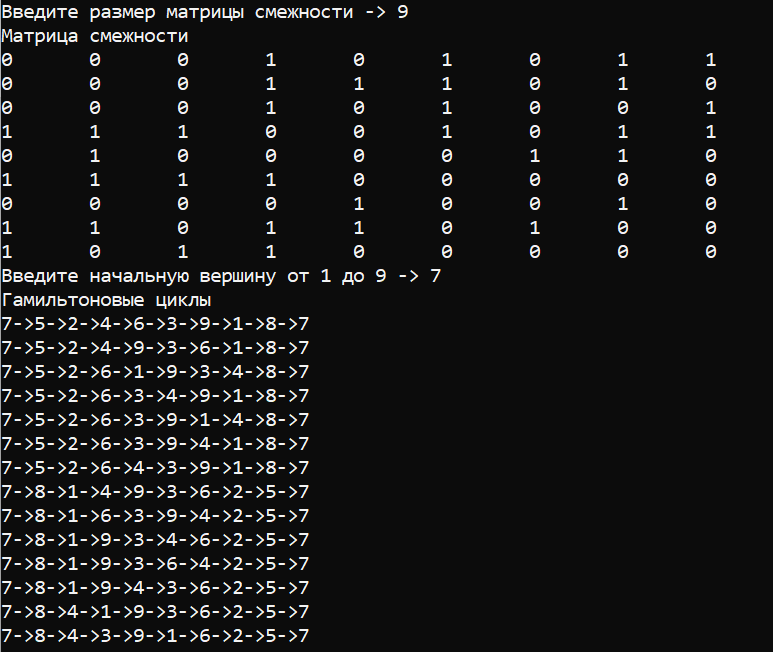 Введите размер матрицы смежности -> 9
Матрица смежности
0 0 0 1 0 1 0 1 1
0 0 0 1 1 1 0 1 0
0 0 0 1 0 1 0 0 1
1 1 1 0 0 1 0 1 1
0 1 0 0 0 0 1 1 0
1 1 1 1 0 0 0 0 0
0 0 0 0 1 0 0 1 0
1 1 0 1 1 0 1 0 0
1 0 1 1 0 0 0 0 0
Введите начальную вершину от 1 до 9 -> 7
Гамильтоновые циклы
7->5->2->4->6->3->9->1->8->7
7->5->2->4->9->3->6->1->8->7
7->5->2->6->1->9->3->4->8->7
7->5->2->6->3->4->9->1->8->7
7->5->2->6->3->9->1->4->8->7
7->5->2->6->3->9->4->1->8->7
7->5->2->6->4->3->9->1->8->7
7->8->1->4->9->3->6->2->5->7
7->8->1->6->3->9->4->2->5->7
7->8->1->9->3->4->6->2->5->7
7->8->1->9->3->6->4->2->5->7
7->8->1->9->4->3->6->2->5->7
7->8->4->1->9->3->6->2->5->7
7->8->4->3->9->1->6->2->5->7